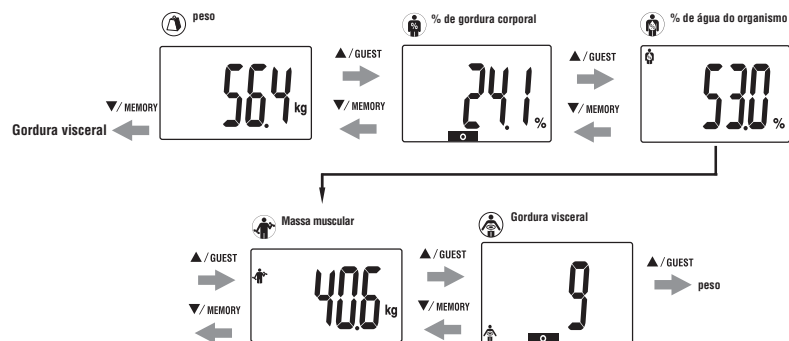 peso
% de gordura corporal
% de água do organismo
▲/GUEST
▲/GUEST
56.4 kg
24.1 %
53.0 %
▼/MEMORY
▼/MEMORY
▼/MEMORY
Gordura visceral
Massa muscular
Gordura visceral
▲/GUEST
▲/GUEST
▲/GUEST
40.6 kg
9
peso
▼/MEMORY
▼/MEMORY